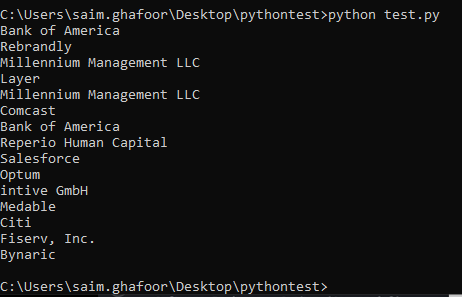 C:\Users\saim.ghafoor\Desktop\pythontest>python test.py
Bank of America
Rebrandly
Millennium Management LLC
Layer
Millennium Management LLC
Comcast
Bank of America
Reperio Human Capital
Salesforce
Optum
intive GmbH
Medable
Citi
Fiserv, Inc.
Bynaric
C:\Users\saim.ghafoor\Desktop\pythontest>